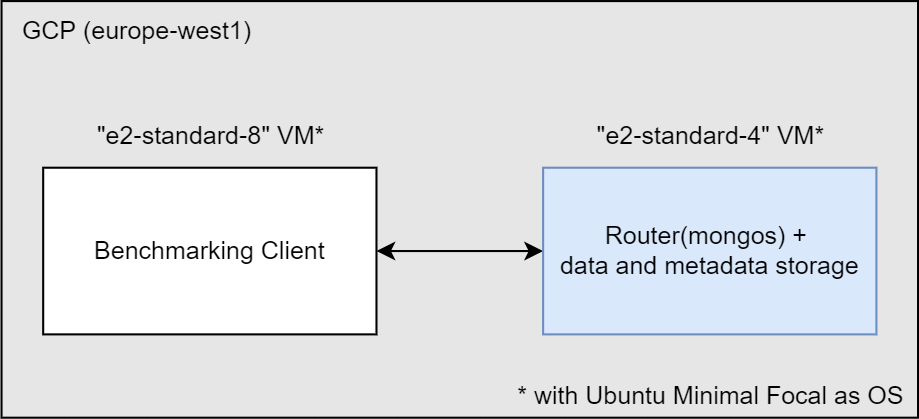 GCP (europe-west1)
"e2-standard-8" VM*
"e2-standard-4" VM*
Benchmarking Client
Router(mongos) +
data and metadata storage
* with Ubuntu Minimal Focal as OS